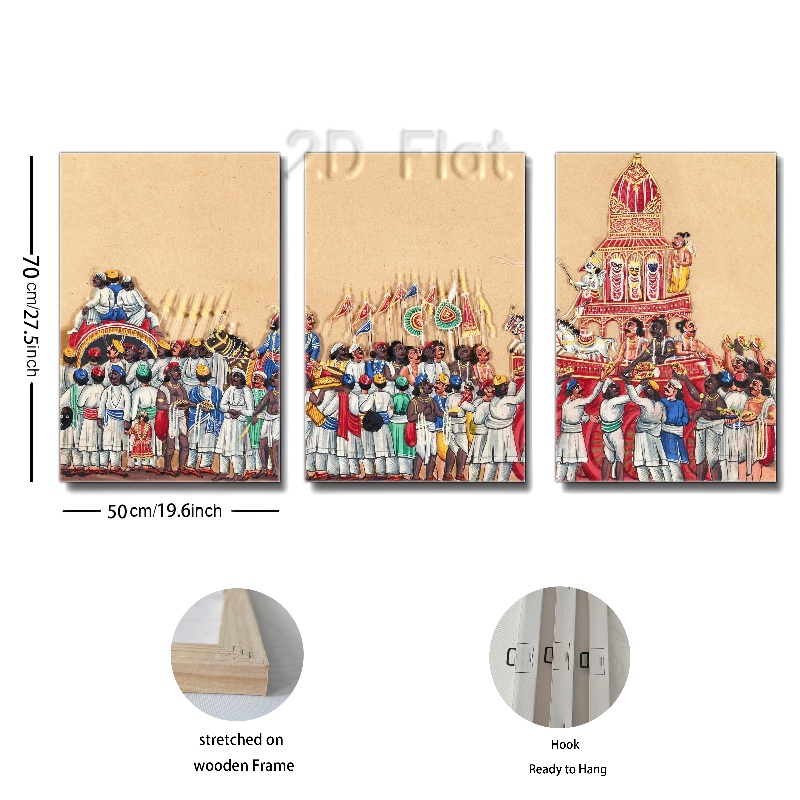 2D Flat
70 cm/27.5inch
50 cm/19.6inch
stretched on
wooden Frame
Hook
Ready to Hang